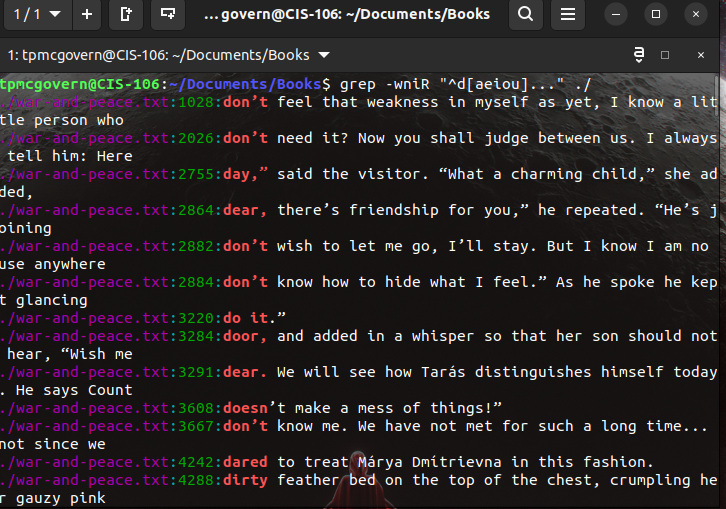 1 / 1
...govern@CIS-106: ~/Documents/Books
1: tpmcgovern@CIS-106: ~/Documents/Books
tpmcgovern@CIS-106:~/Documents/Books$ grep -wniR "^d[aeiou]..." ./
./war-and-peace.txt:1028:don’t feel that weakness in myself as yet, I know a lit
tle person who
./war-and-peace.txt:2026:don’t need it? Now you shall judge between us. I always
 tell him: Here
./war-and-peace.txt:2755:day,” said the visitor. “What a charming child,” she ad
ded,
./war-and-peace.txt:2864:dear, there’s friendship for you,” he repeated. “He’s j
oining
./war-and-peace.txt:2882:don’t wish to let me go, I’ll stay. But I know I am no
use anywhere
./war-and-peace.txt:2884:don’t know how to hide what I feel.” As he spoke he kep
t glancing
./war-and-peace.txt:3220:do it.”
./war-and-peace.txt:3284:door, and added in a whisper so that her son should not
 hear, “Wish me
./war-and-peace.txt:3291:dear. We will see how Tarás distinguishes himself today
. He says Count
./war-and-peace.txt:3608:doesn’t make a mess of things!”
./war-and-peace.txt:3667:don’t know me. We have not met for such a long time...
not since we
./war-and-peace.txt:4242:dared to treat Márya Dmítrievna in this fashion.
./war-and-peace.txt:4288:dirty feather bed on the top of the chest, crumpling he
r gauzy pink